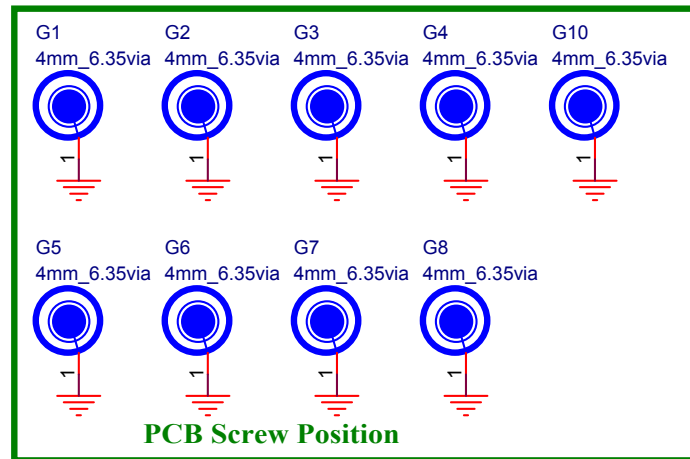 G1 G2 G3 G4 G10
4mm_6.35via 4mm_6.35via 4mm_6.35via 4mm_6.35via 4mm_6.35via
1 1 1 1 1
G5 G6 G7 G8
4mm_6.35via 4mm_6.35via 4mm_6.35via 4mm_6.35via
1 1 1 1
PCB Screw Position